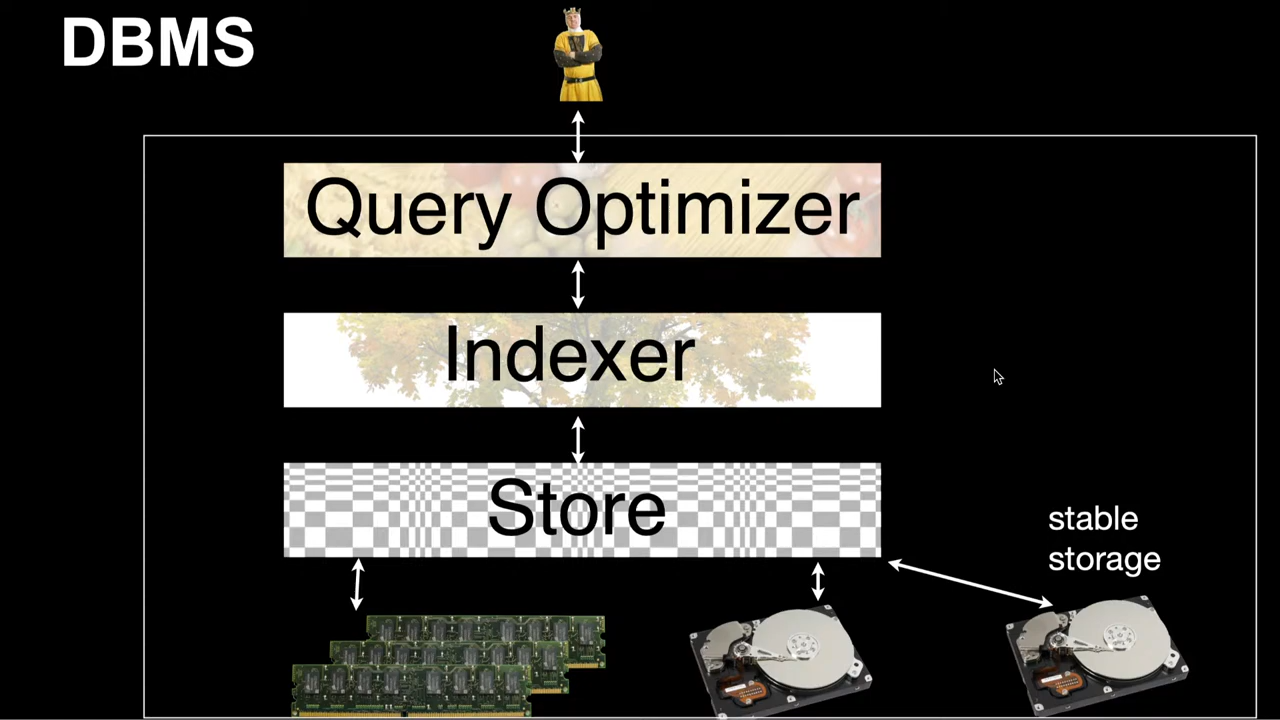 DBMS
Query Optimizer
Indexer
Store
stable
storage